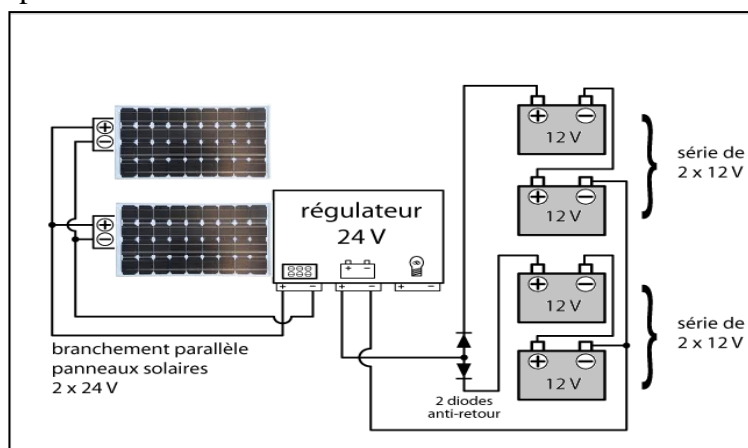 régulateur
24 V
+ − + − + −
branchement parallèle
panneaux solaires
2 x 24 V
2 diodes
anti-retour
12 V
12 V
série de
2 x 12 V
12 V
12 V
série de
2 x 12 V